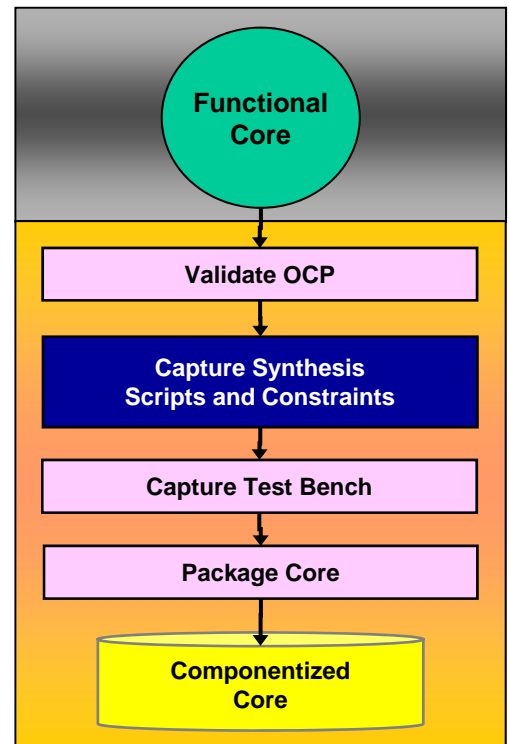 Functional
Core
Validate OCP
Capture Synthesis
Scripts and Constraints
Capture Test Bench
Package Core
Componentized
Core